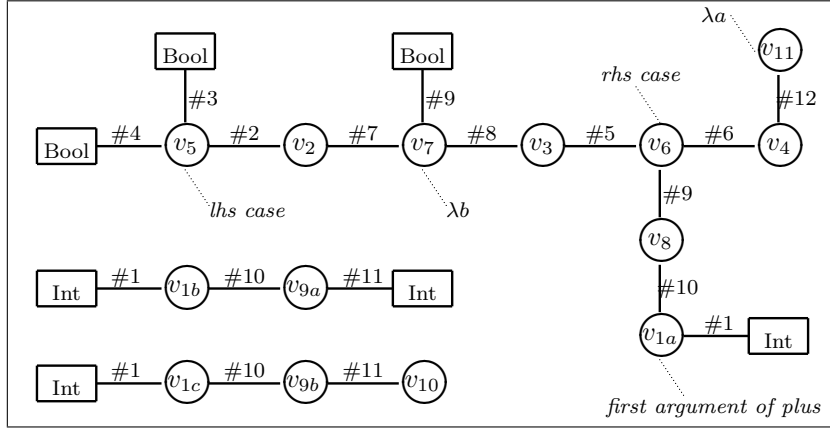 λa
Bool Bool v11
rhs case
#3 #9 #12
Bool #4 v5 #2 v2 #7 v7 #8 v3 #5 v6 #6 v4
lhs case λb #9
v8
Int #1 v1b #10 v9a #11 Int #10
v1a #1 Int
Int #1 v1c #10 v9b #11 v10
first argument of plus